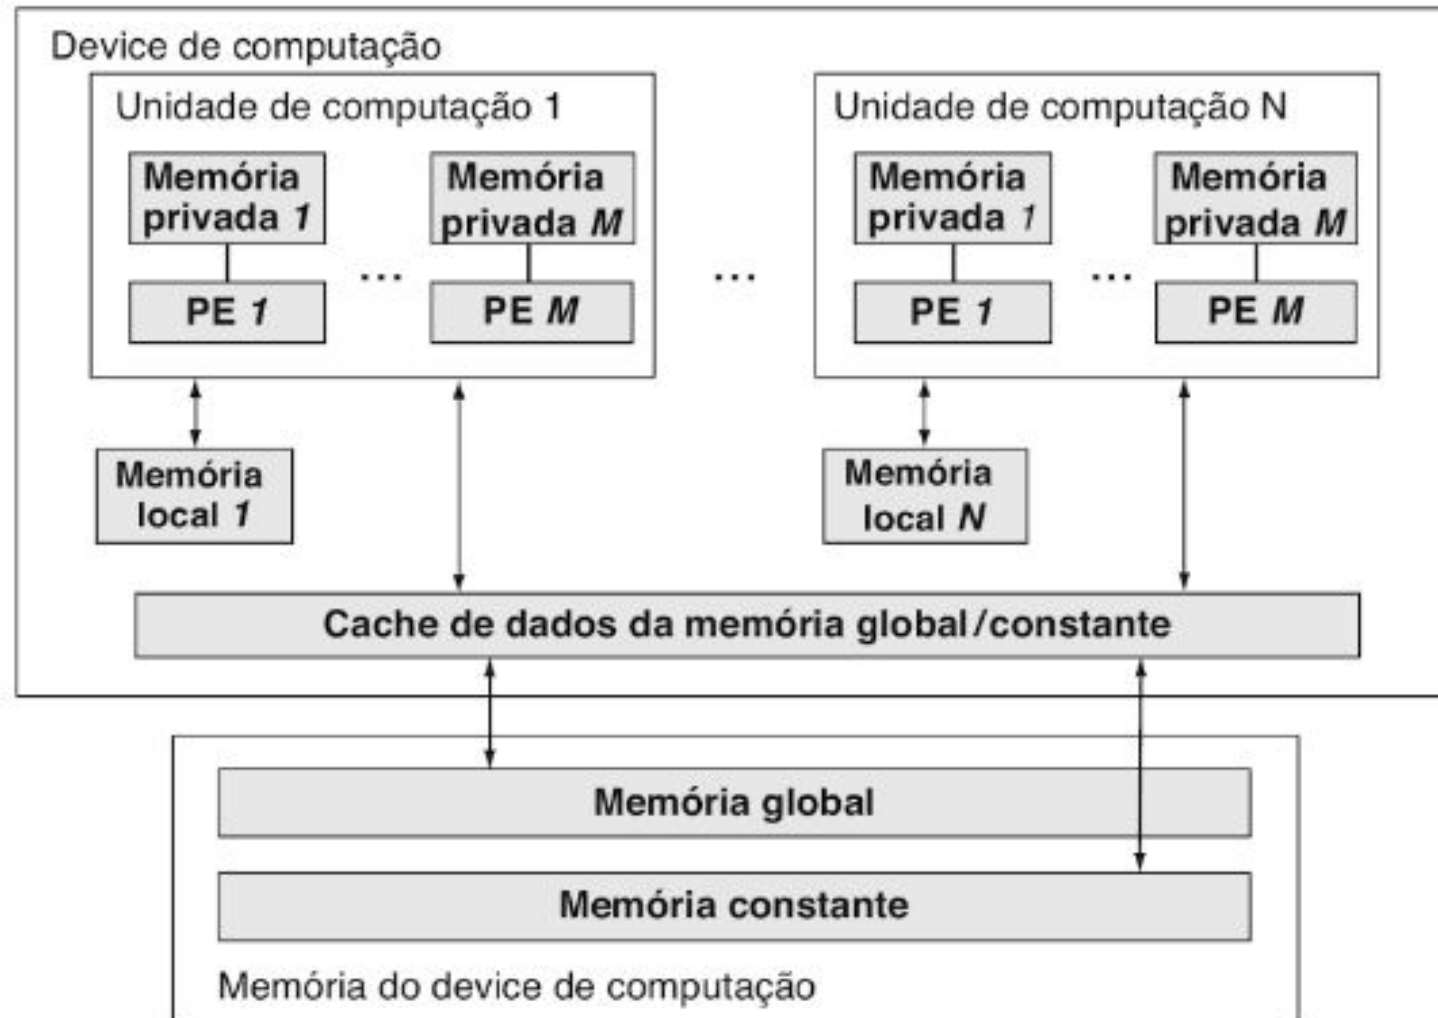 Device de computação
Unidade de computação 1
Memória
privada 1
Memória
privada M
PE 1
...
PE M
...
Unidade de computação N
Memória
privada 1
Memória
privada M
PE 1
...
PE M
Memória
local 1
Memória
local N
Cache de dados da memória global/constante
Memória global
Memória constante
Memória do device de computação